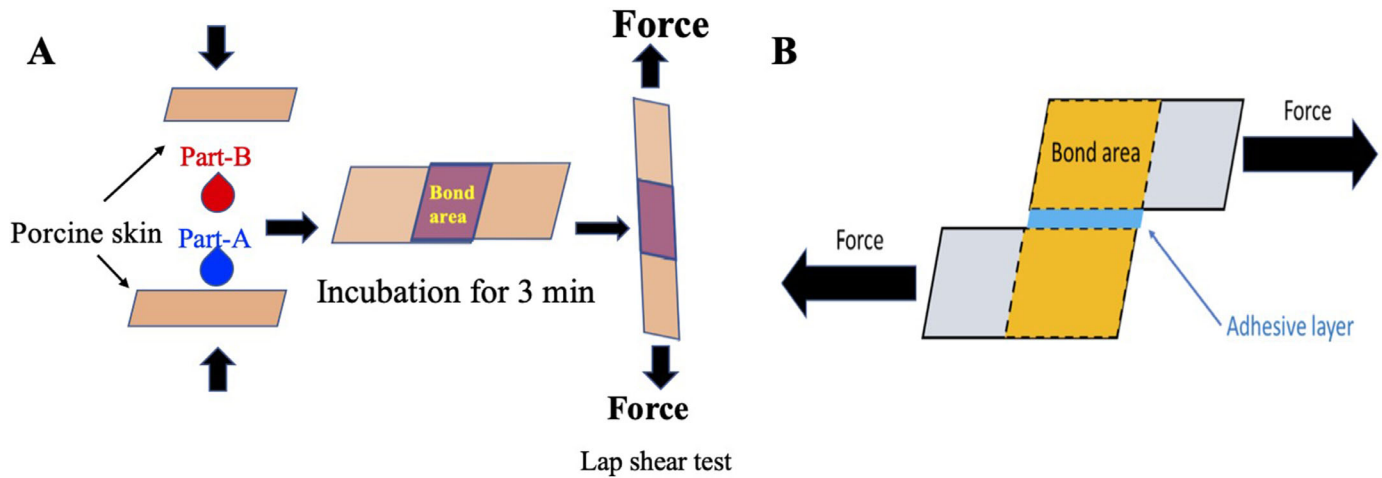 A
Force
Part-B
Porcine skin
Part-A
Bond
area
Incubation for 3 min
Force
Lap shear test
B
Force
Bond area
Force
Adhesive layer